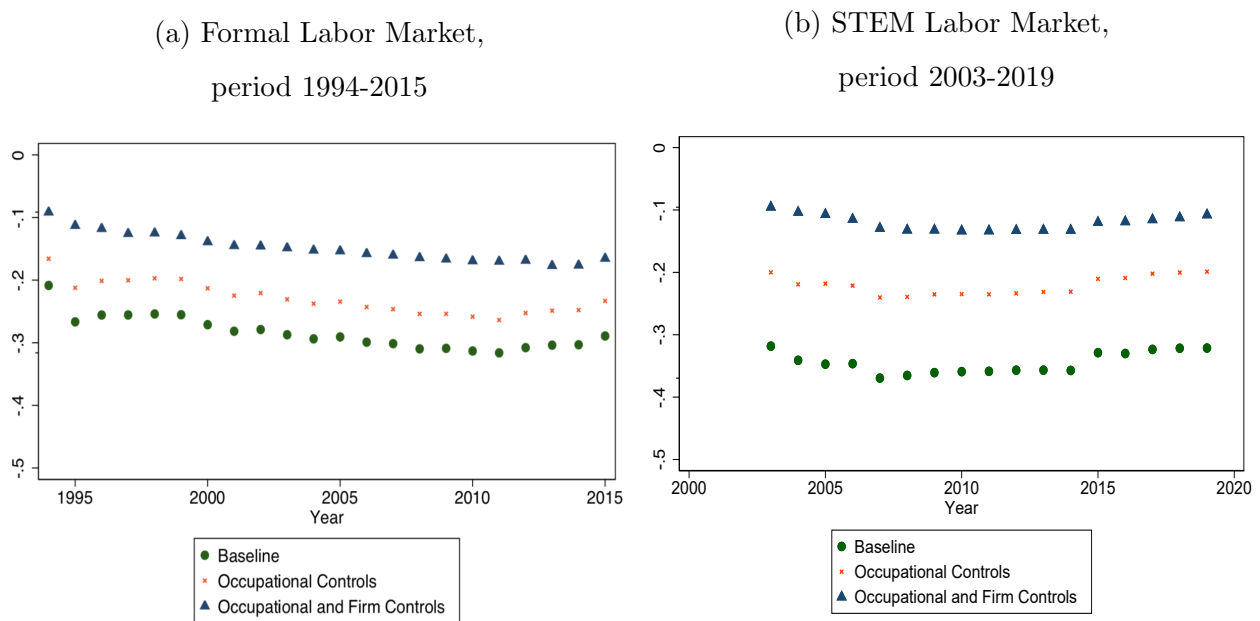 (a) Formal Labor Market,
period 1994-2015
0
-.1
-.2
-.3
-.4
-.5
1995 2000 2005 2010 2015
Year
Baseline
Occupational Controls
Occupational and Firm Controls
(b) STEM Labor Market,
period 2003-2019
0
-.1
-.2
-.3
-.4
-.5
2000 2005 2010 2015 2020
Year
Baseline
Occupational Controls
Occupational and Firm Controls